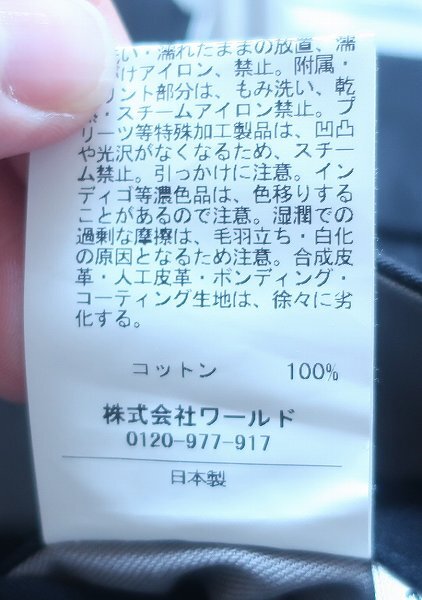 い・濡れたままの放置、濡
けアイロン、禁止。附属・
リント部分は、もみ洗い、乾
・スチームアイロン禁止。プ
リーツ等特殊加工製品は、凹凸
や光沢がなくなるため、スチー
ム禁止。引っかけに注意。イン
ディゴ等濃色品は、色移りする
ことがあるので注意。湿潤での
過剰な摩擦は、毛羽立ち・白化
の原因となるため注意。合成皮
革・人工皮革・ボンディング・
コーティング生地は、徐々に劣
化する。
コットン 100%
株式会社ワールド
0120-977-917
日本製